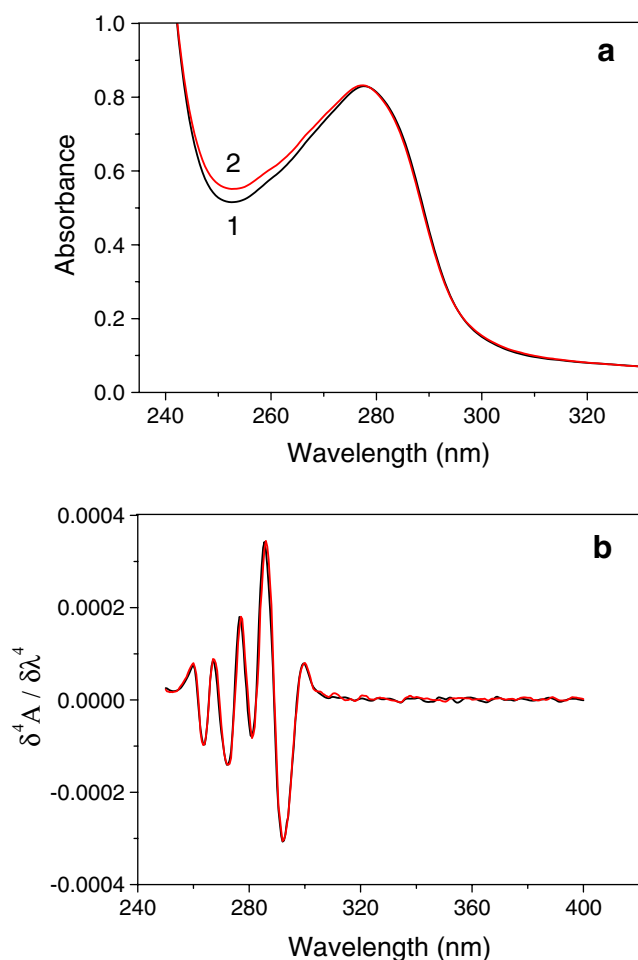 a
1.0
0.8
0.6
0.4
0.2
0.0
Absorbance
2
1
240 260 280 300 320
Wavelength (nm)
b
0.0004
0.0002
0.0000
-0.0002
-0.0004
δ⁴A / δλ⁴
240 280 320 360 400
Wavelength (nm)